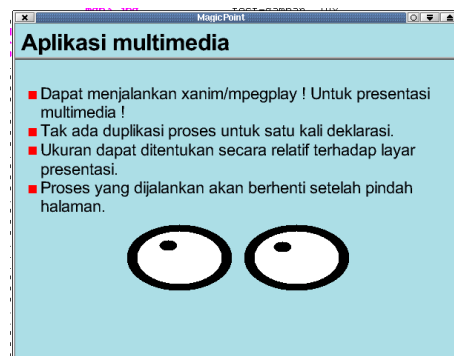 MagicPoint
Aplikasi multimedia
Dapat menjalankan xanim/mpegplay ! Untuk presentasi
multimedia !
Tak ada duplikasi proses untuk satu kali deklarasi.
Ukuran dapat ditentukan secara relatif terhadap layar
presentasi.
Proses yang dijalankan akan berhenti setelah pindah
halaman.